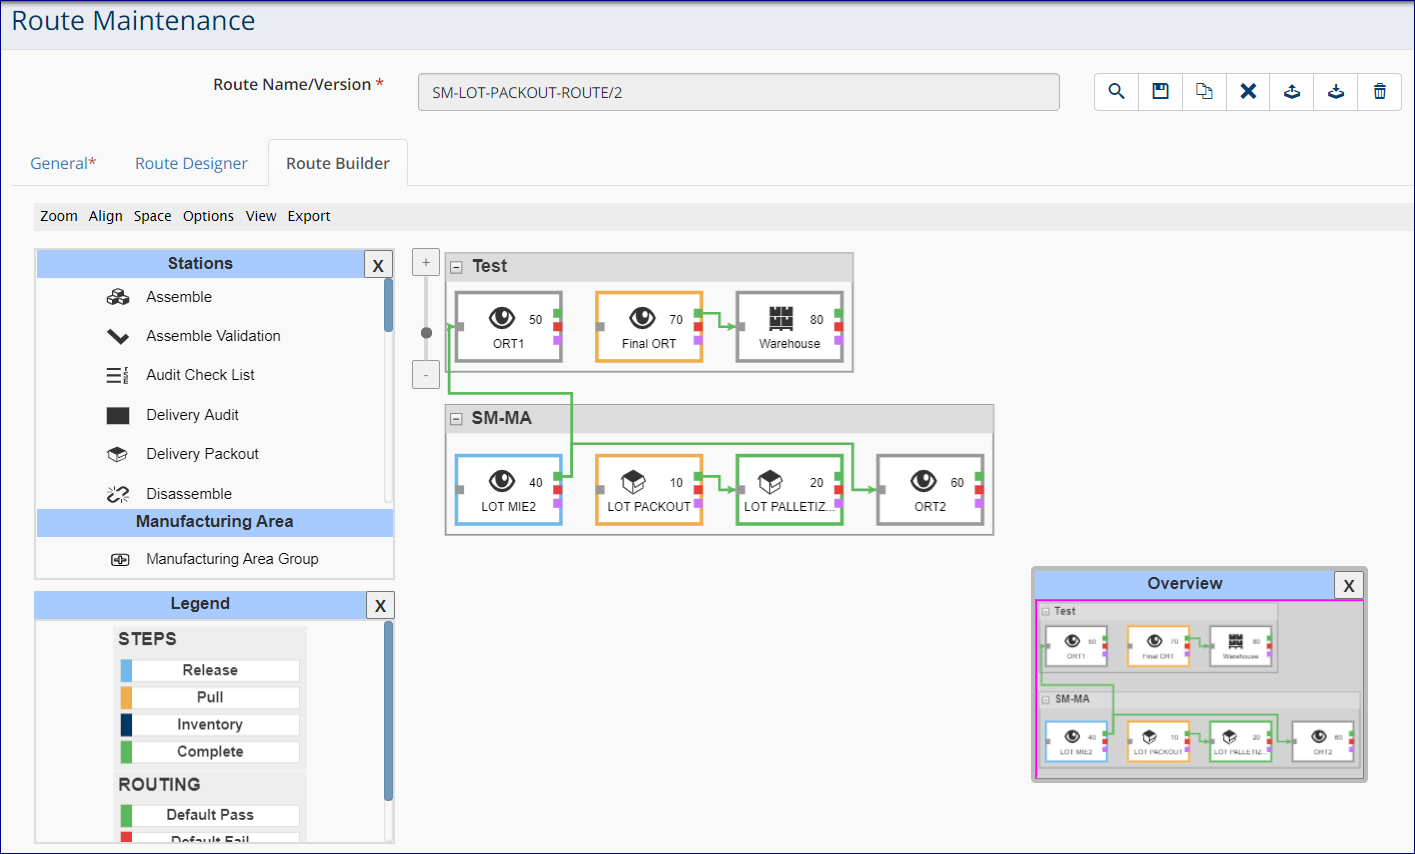 Route Maintenance
Route Name/Version *
SM-LOT-PACKOUT-ROUTE/2
General*
Route Designer
Route Builder
Zoom Align Space Options View Export
Stations
X
Assemble
Assemble Validation
Audit Check List
Delivery Audit
Delivery Packout
Disassemble
Manufacturing Area
Manufacturing Area Group
Legend
X
STEPS
Release
Pull
Inventory
Complete
ROUTING
Default Pass
Default Fail
+
-
Test
50
ORT1
70
Final ORT
80
Warehouse
SM-MA
40
LOT MIE2
10
LOT PACKOUT
20
LOT PALLETIZ...
60
ORT2
Overview
X
Test
50
ORT1
70
Final ORT
80
Warehouse
SM-MA
40
LOT MIE2
10
LOT PACKOUT
20
LOT PALLETIZ...
60
ORT2